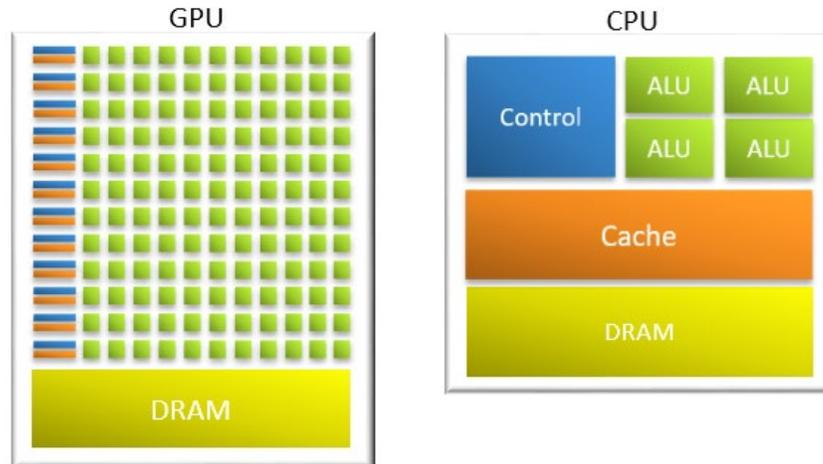 GPU
DRAM
CPU
Control
ALU ALU
ALU ALU
Cache
DRAM